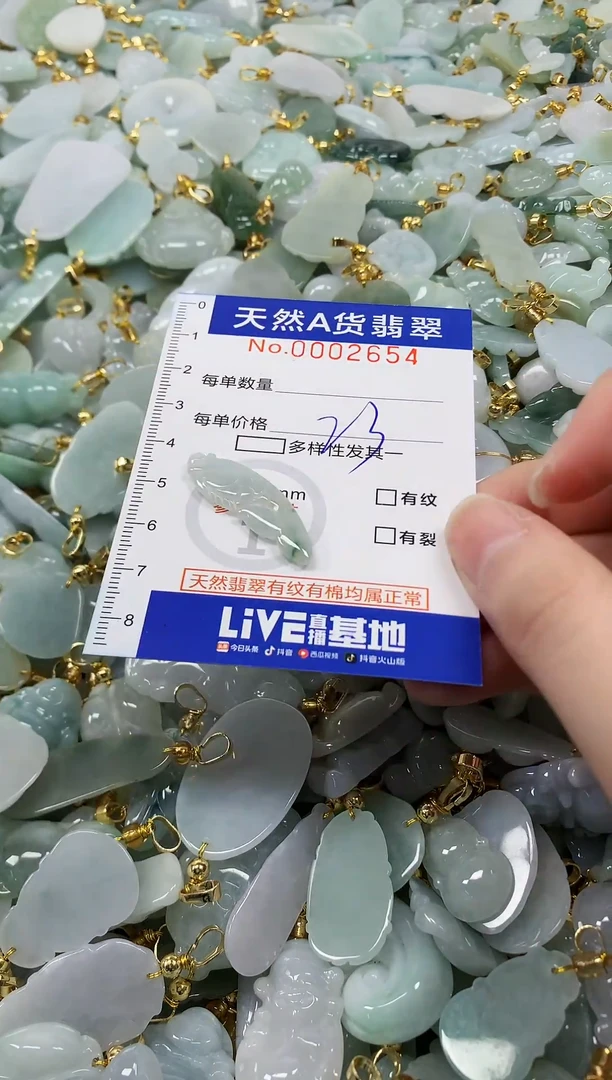 0
天然A货翡翠
1
No.0002654
2
每单数量
3
每单价格
4
多样性发其一
5
mm
有纹
6
有裂
7
天然翡翠有纹有棉均属正常
8
LiVE直播基地
今日头条 抖音 西瓜视频 抖音火山版